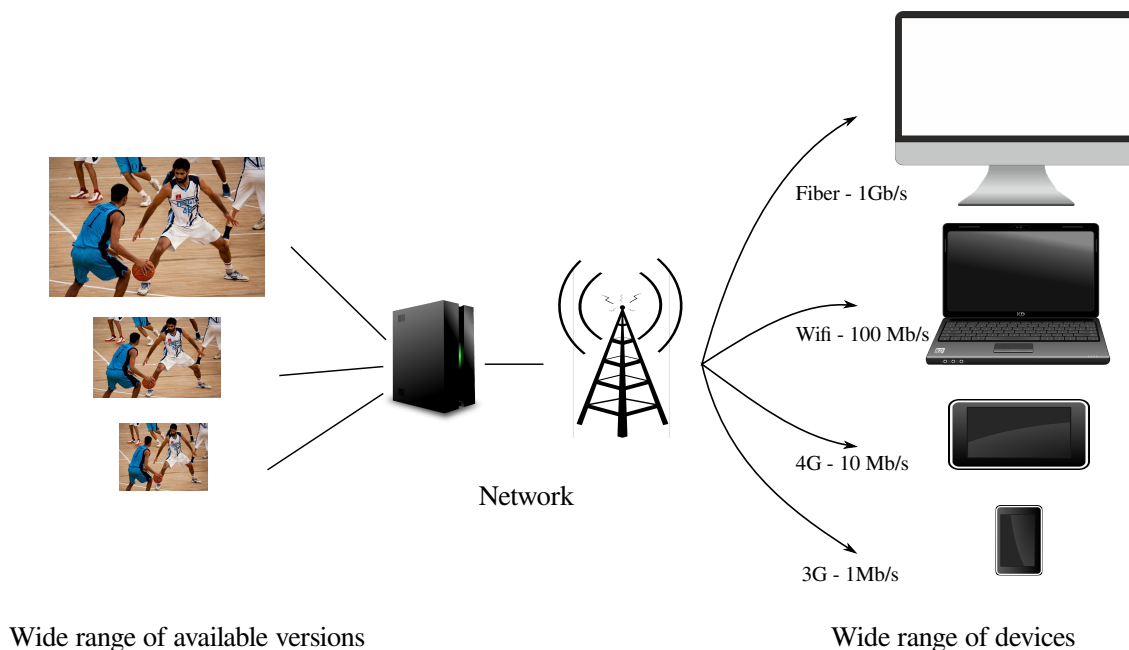 Fiber - 1Gb/s
Wifi - 100 Mb/s
4G - 10 Mb/s
Network
3G - 1Mb/s
Wide range of available versions
Wide range of devices